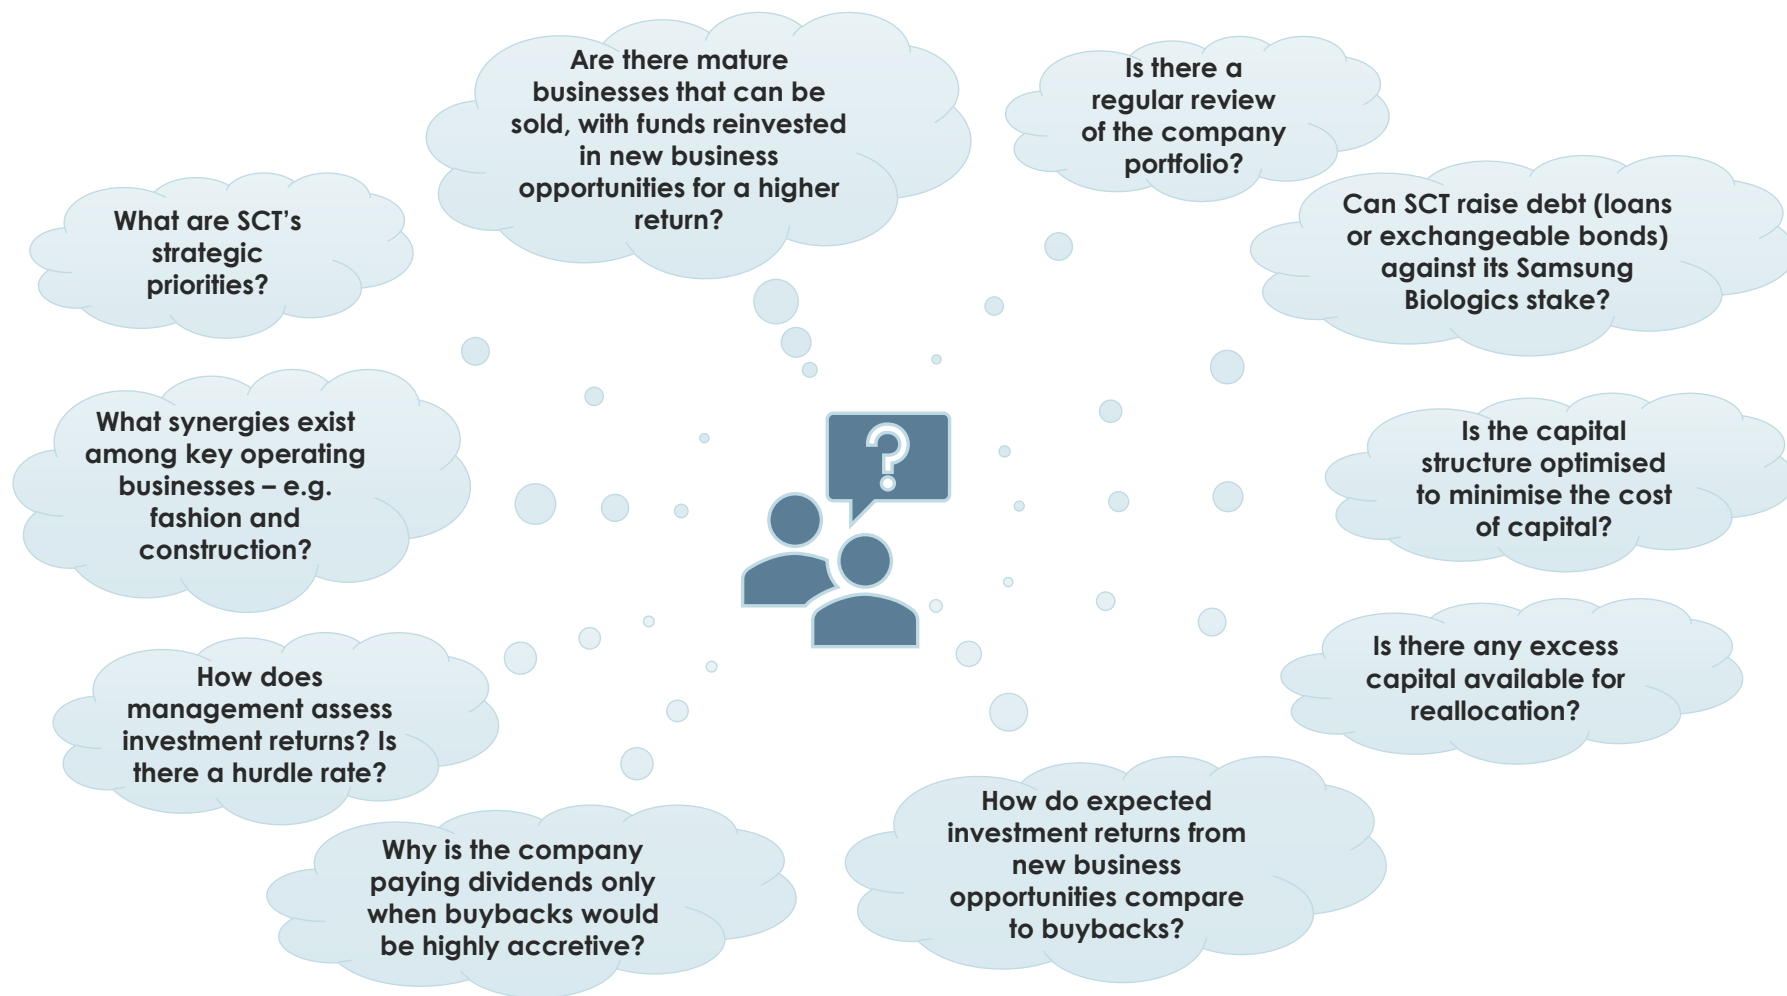 Are there mature
businesses that can be
sold, with funds reinvested
in new business
opportunities for a higher
return?
Is there a
regular review
of the company
portfolio?
What are SCT’s
strategic
priorities?
Can SCT raise debt (loans
or exchangeable bonds)
against its Samsung
Biologics stake?
What synergies exist
among key operating
businesses – e.g.
fashion and
construction?
?
Is the capital
structure optimised
to minimise the cost
of capital?
How does
management assess
investment returns? Is
there a hurdle rate?
Is there any excess
capital available for
reallocation?
Why is the company
paying dividends only
when buybacks would
be highly accretive?
How do expected
investment returns from
new business
opportunities compare
to buybacks?